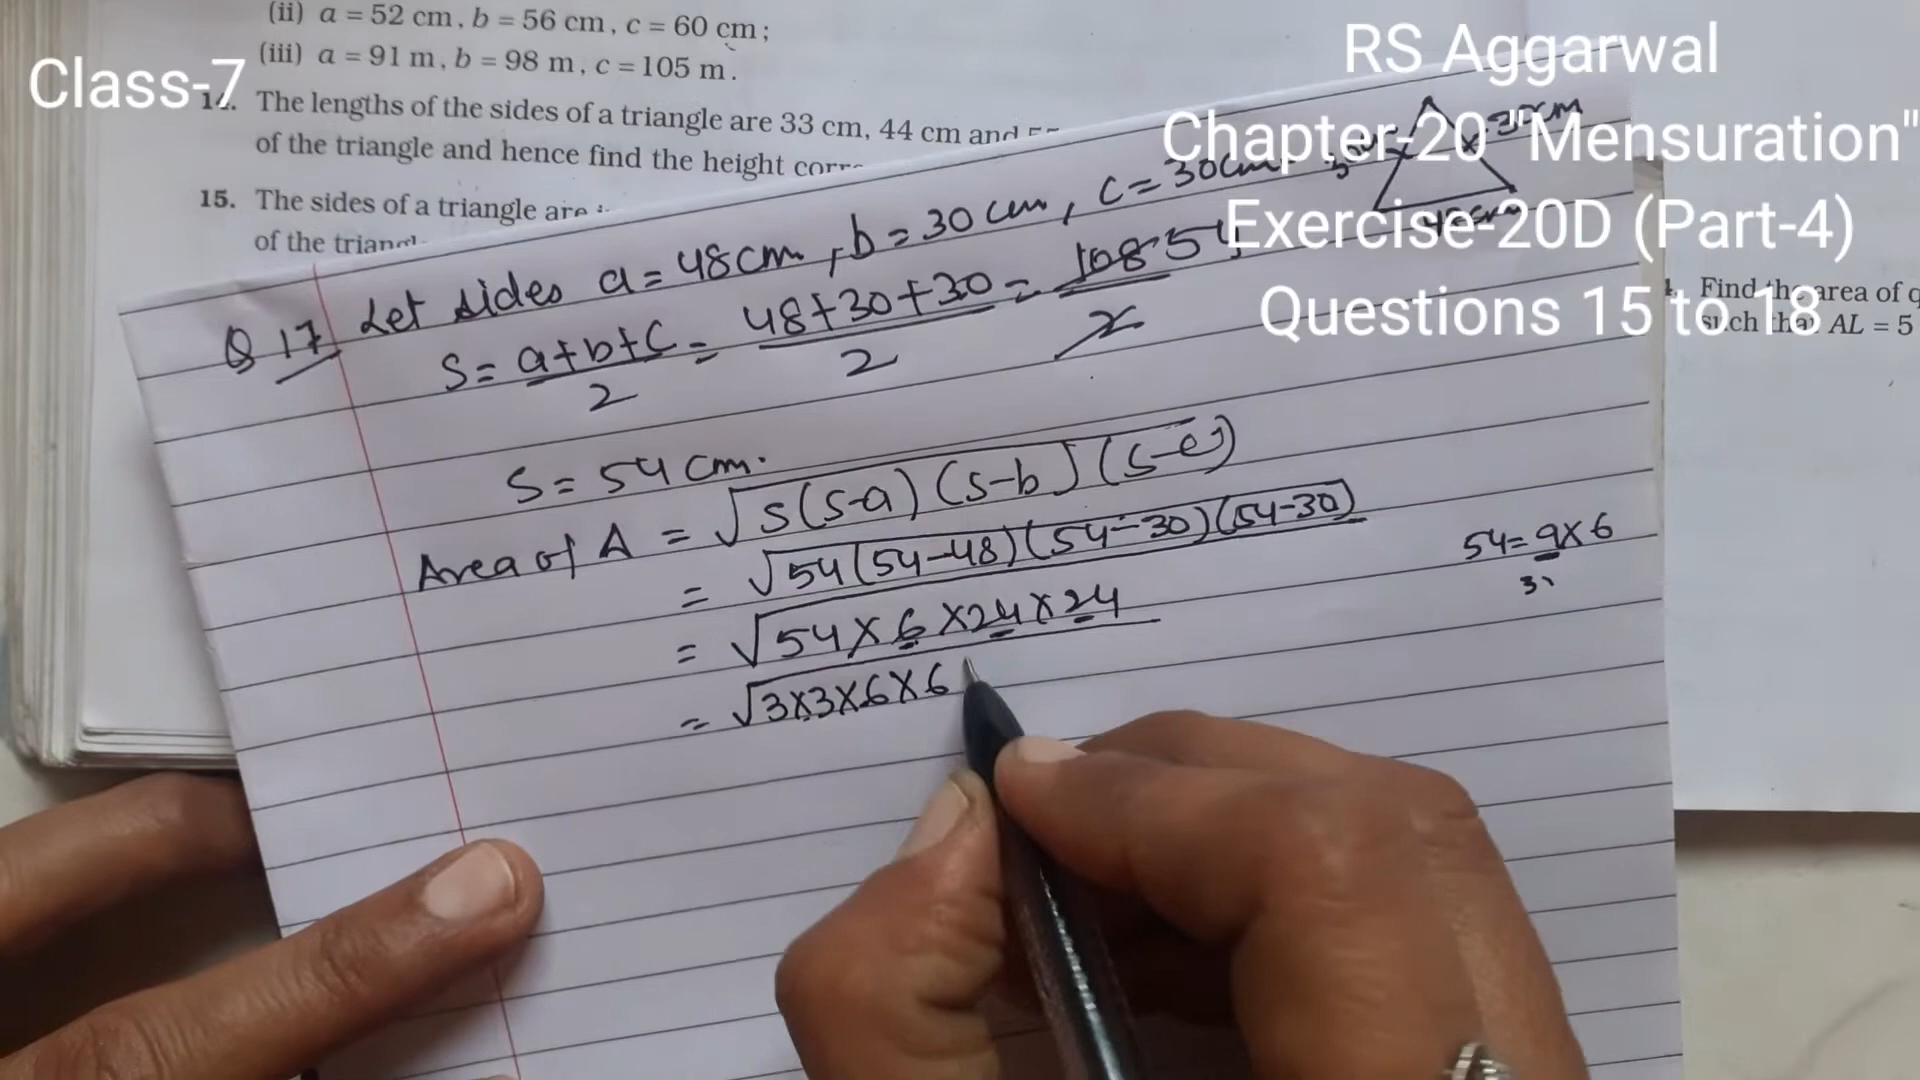 (ii) a = 52 cm, b = 56 cm, c = 60 cm;
(iii) a = 91 m, b = 98 m, c = 105 m.
Class-7
14. The lengths of the sides of a triangle are 33 cm, 44 cm and
of the triangle and hence find the height
15. The sides of a triangle are
of the
RS Aggarwal
Chapter-20 "Mensuration"
Exercise-20D (Part-4)
Questions 15 to 18
Find the area of
such that AL = 5
Q 17 Let sides a = 48cm, b = 30 cm, c = 30cm
S = a+b+c/2 = 48+30+30/2 = 108/2 54
S = 54 cm.
Area of Δ = √s(s-a)(s-b)(s-c)
= √54(54-48)(54-30)(54-30)
= √54×6×24×24
= √3×3×6×6
54 = 9×6
3